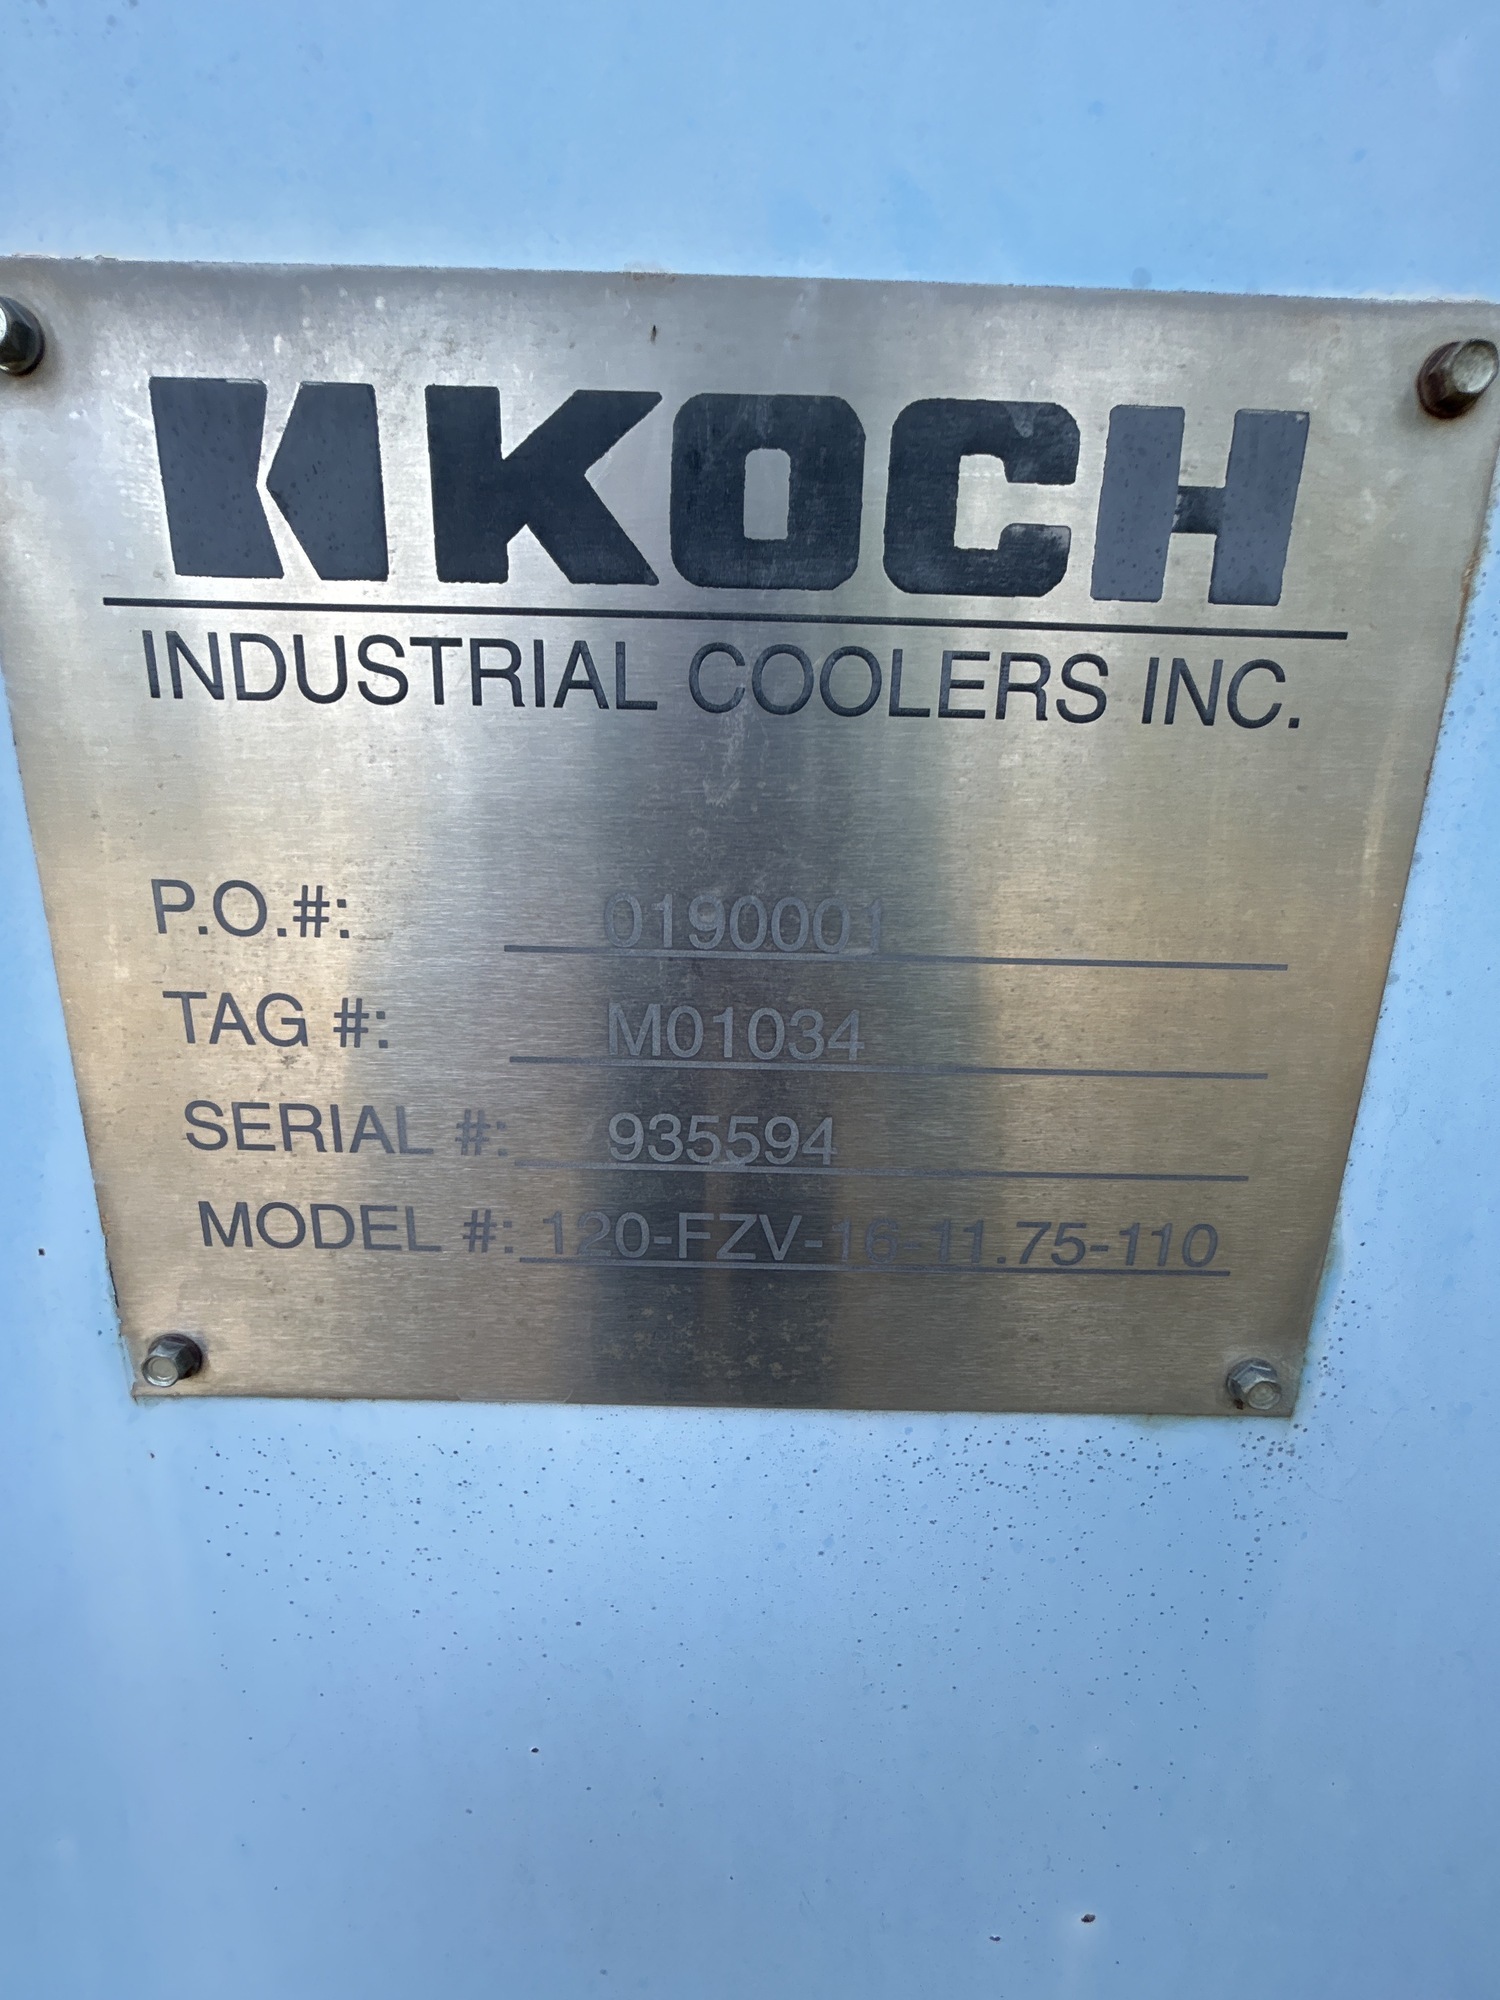 KOCH
INDUSTRIAL COOLERS INC.
P.O.#: 0190001
TAG #: M01034
SERIAL #: 935594
MODEL #: 120-FZV-16-11.75-110